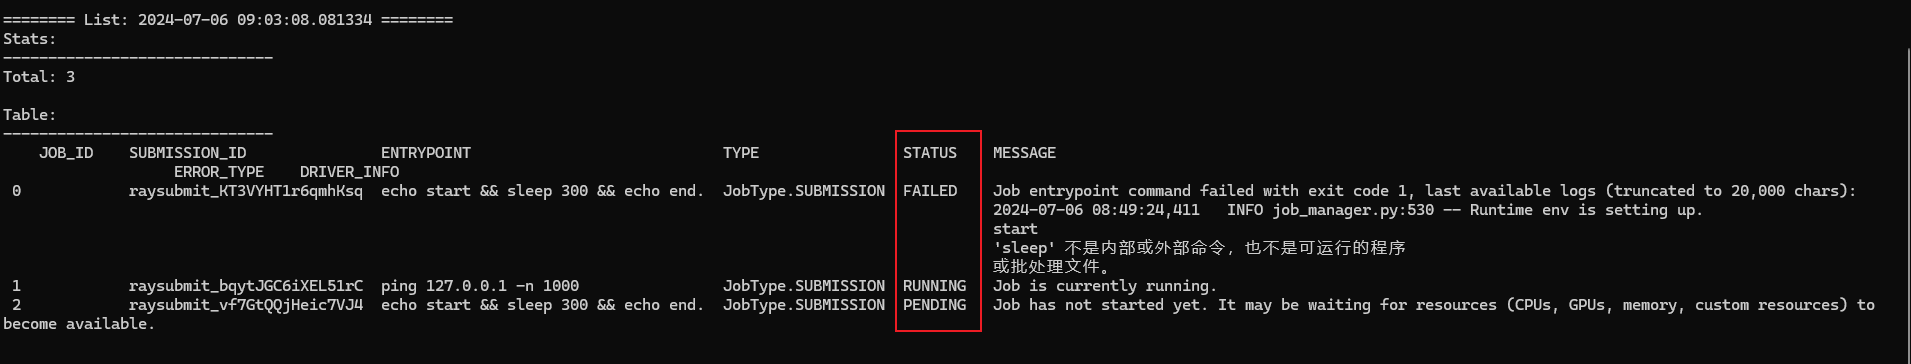 ======== List: 2024-07-06 09:03:08.081334 ========
Stats:
------------------------------
Total: 3
Table:
------------------------------
JOB_ID SUBMISSION_ID ENTRYPOINT TYPE STATUS MESSAGE
ERROR_TYPE DRIVER_INFO
0 raysubmit_KT3VYHT1r6qmhKsq echo start && sleep 300 && echo end. JobType.SUBMISSION FAILED Job entrypoint command failed with exit code 1, last available logs (truncated to 20,000 chars):
2024-07-06 08:49:24,411 INFO job_manager.py:530 -- Runtime env is setting up.
start
'sleep' 不是内部或外部命令，也不是可运行的程序
或批处理文件。
1 raysubmit_bqytJGC6iXEL51rC ping 127.0.0.1 -n 1000 JobType.SUBMISSION RUNNING Job is currently running.
2 raysubmit_vf7GtQQjHeic7VJ4 echo start && sleep 300 && echo end. JobType.SUBMISSION PENDING Job has not started yet. It may be waiting for resources (CPUs, GPUs, memory, custom resources) to
become available.